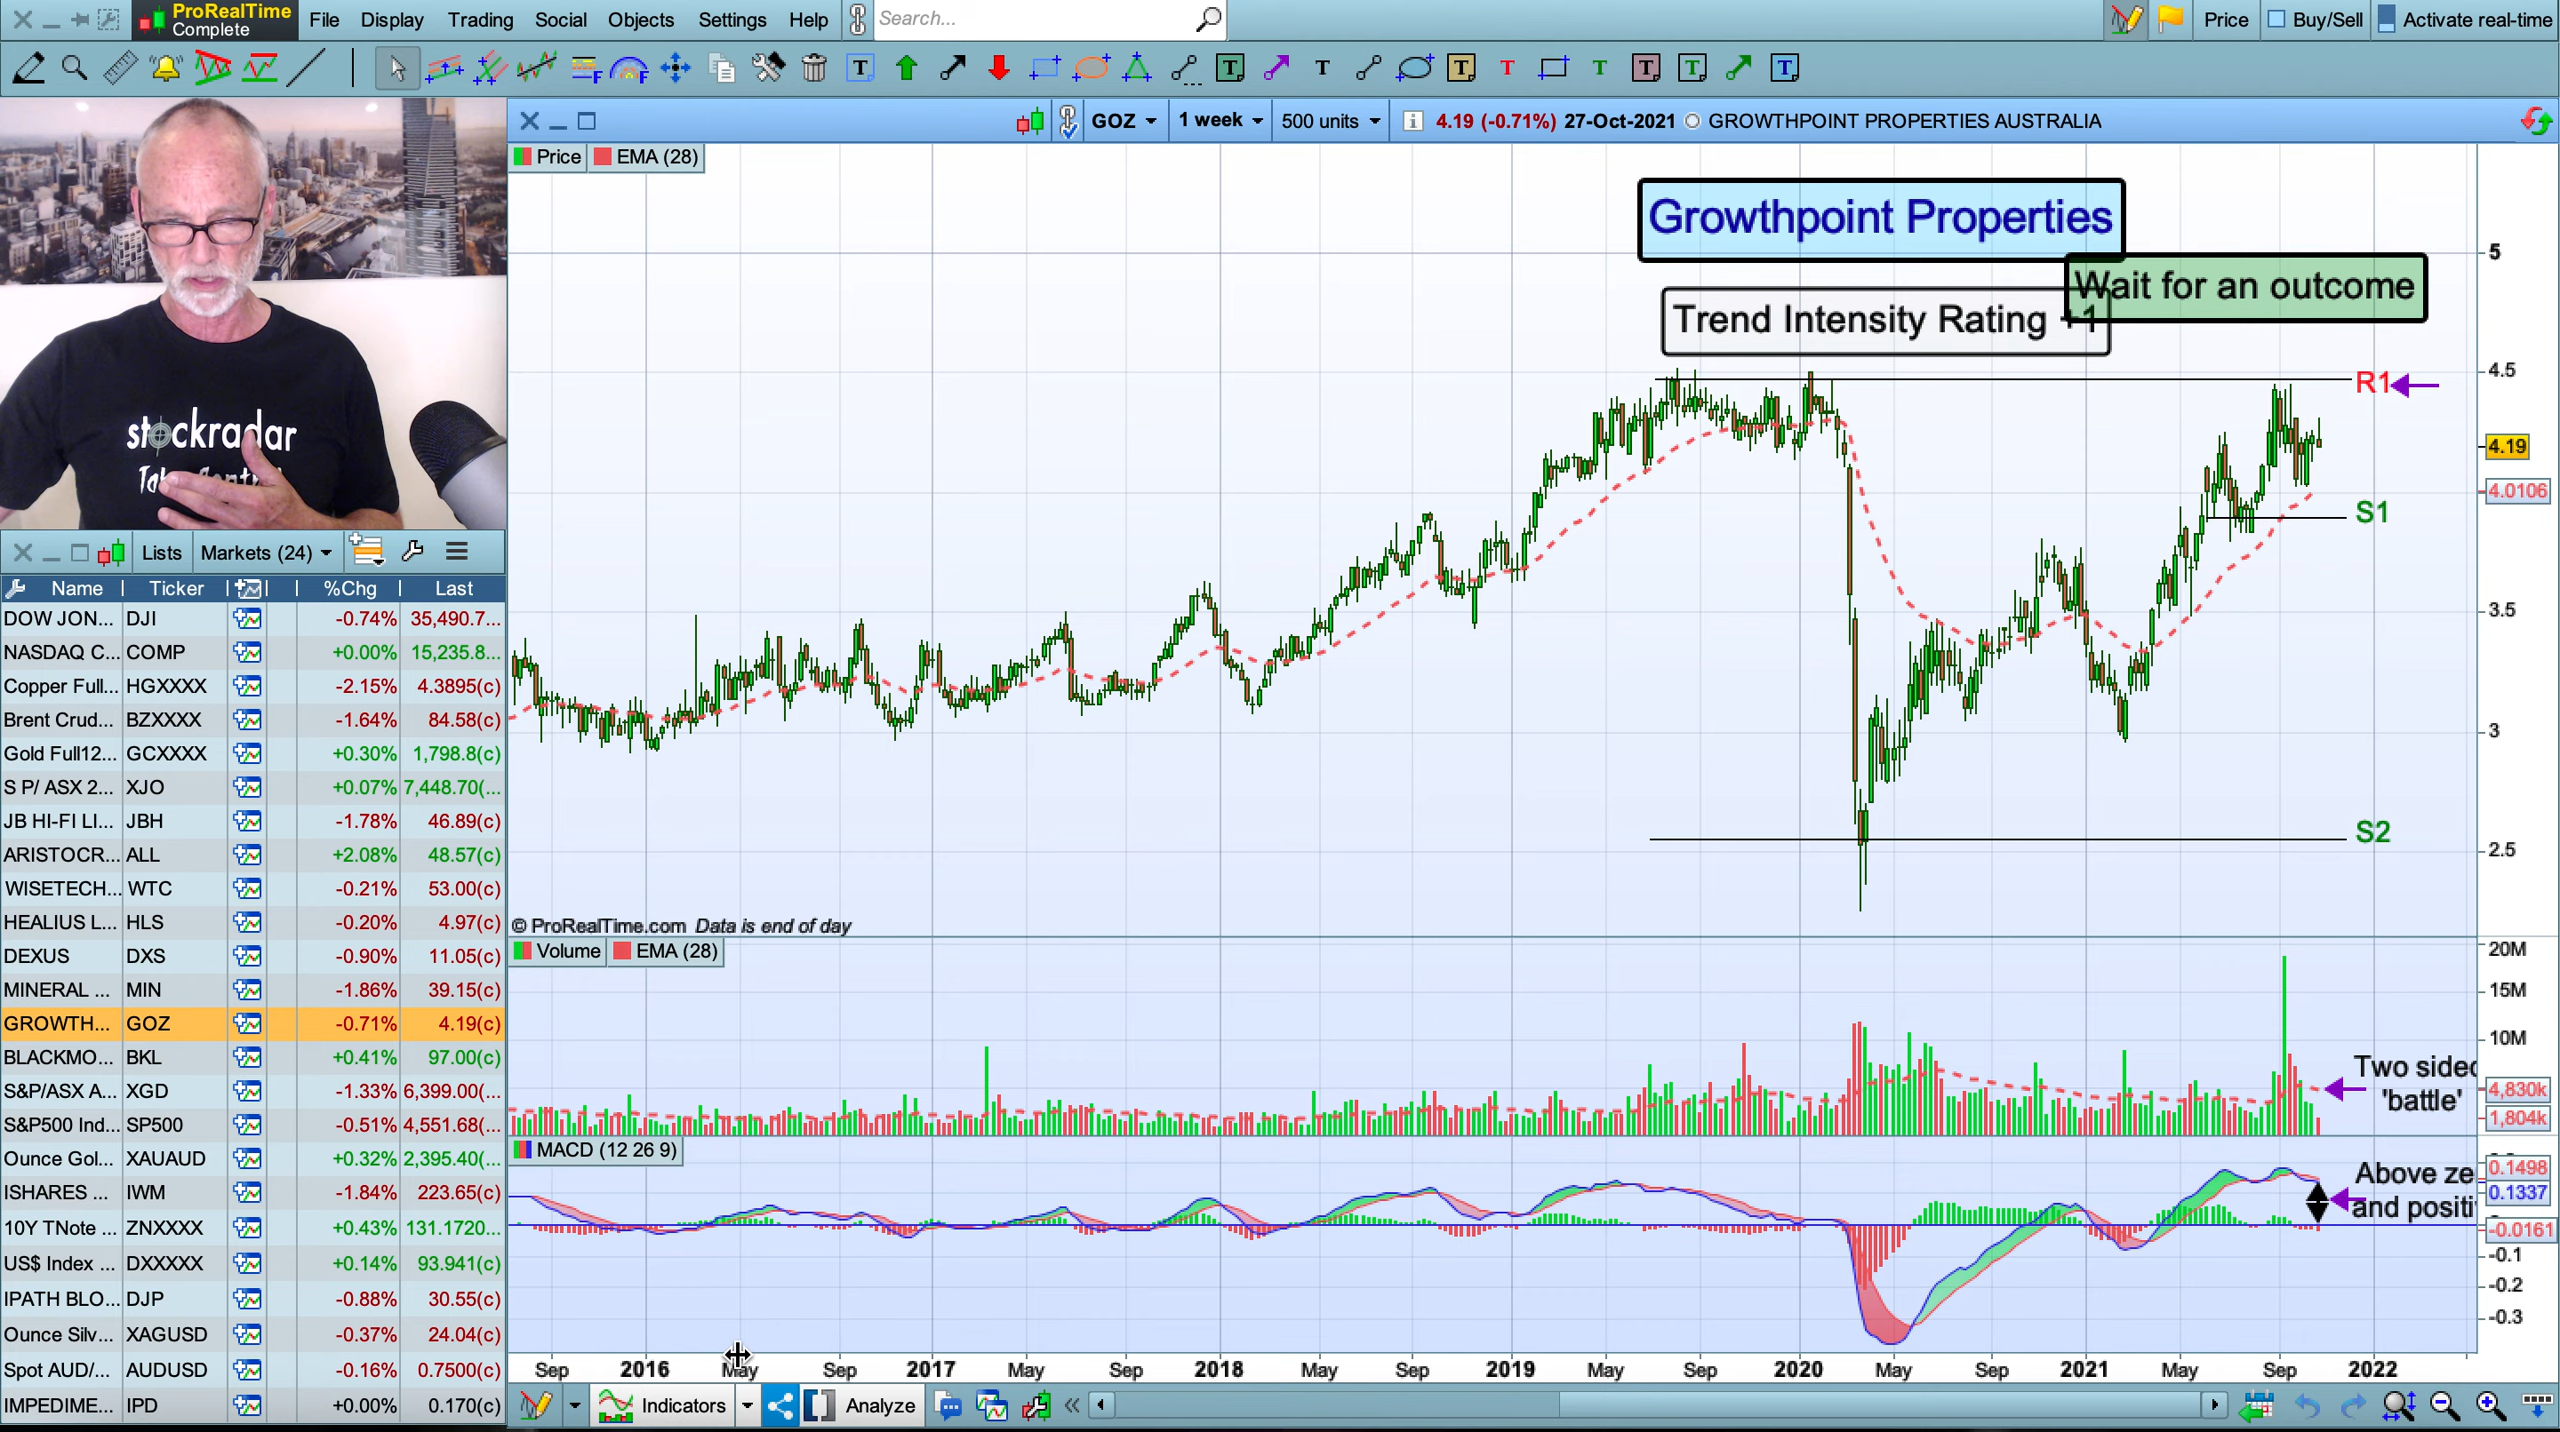 ProRealTime
Complete
File Display Trading Social Objects Settings Help
Search...
Price Buy/Sell Activate real-time
GOZ 1 week 500 units 4.19 (-0.71%) 27-Oct-2021 GROWTHPOINT PROPERTIES AUSTRALIA
Price EMA (28)
Growthpoint Properties
Wait for an outcome
Trend Intensity Rating +1
R1
S1
S2
5
4.5
4.19
4.0106
3.5
3
2.5
stockradar
© ProRealTime.com Data is end of day
Lists Markets (24)
Name Ticker %Chg Last
DOW JON... DJI -0.74% 35,490.7...
NASDAQ C... COMP +0.00% 15,235.8...
Copper Full... HGXXXX -2.15% 4.3895(c)
Brent Crud... BZXXXX -1.64% 84.58(c)
Gold Full12... GCXXXX +0.30% 1,798.8(c)
S P/ ASX 2... XJO +0.07% 7,448.70(...
JB HI-FI LI... JBH -1.78% 46.89(c)
ARISTOCR... ALL +2.08% 48.57(c)
WISETECH... WTC -0.21% 53.00(c)
HEALIUS L... HLS -0.20% 4.97(c)
DEXUS DXS -0.90% 11.05(c)
MINERAL ... MIN -1.86% 39.15(c)
GROWTH... GOZ -0.71% 4.19(c)
BLACKMO... BKL +0.41% 97.00(c)
S&P/ASX A... XGD -1.33% 6,399.00(...
S&P500 Ind... SP500 -0.51% 4,551.68(...
Ounce Gol... XAUAUD +0.32% 2,395.40(...
ISHARES ... IWM -1.84% 223.65(c)
10Y TNote ... ZNXXXX +0.43% 131.1720...
US$ Index ... DXXXXX +0.14% 93.941(c)
IPATH BLO... DJP -0.88% 30.55(c)
Ounce Silv... XAGUSD -0.37% 24.04(c)
Spot AUD/... AUDUSD -0.16% 0.7500(c)
IMPEDIME... IPD +0.00% 0.170(c)
Volume EMA (28)
20M
15M
10M
Two sided
'battle'
4,830k
1,804k
MACD (12 26 9)
Above ze
and positi
0.1498
0.1337
-0.0161
-0.1
-0.2
-0.3
Sep 2016 May Sep 2017 May Sep 2018 May Sep 2019 May Sep 2020 May Sep 2021 May Sep 2022
Indicators Analyze